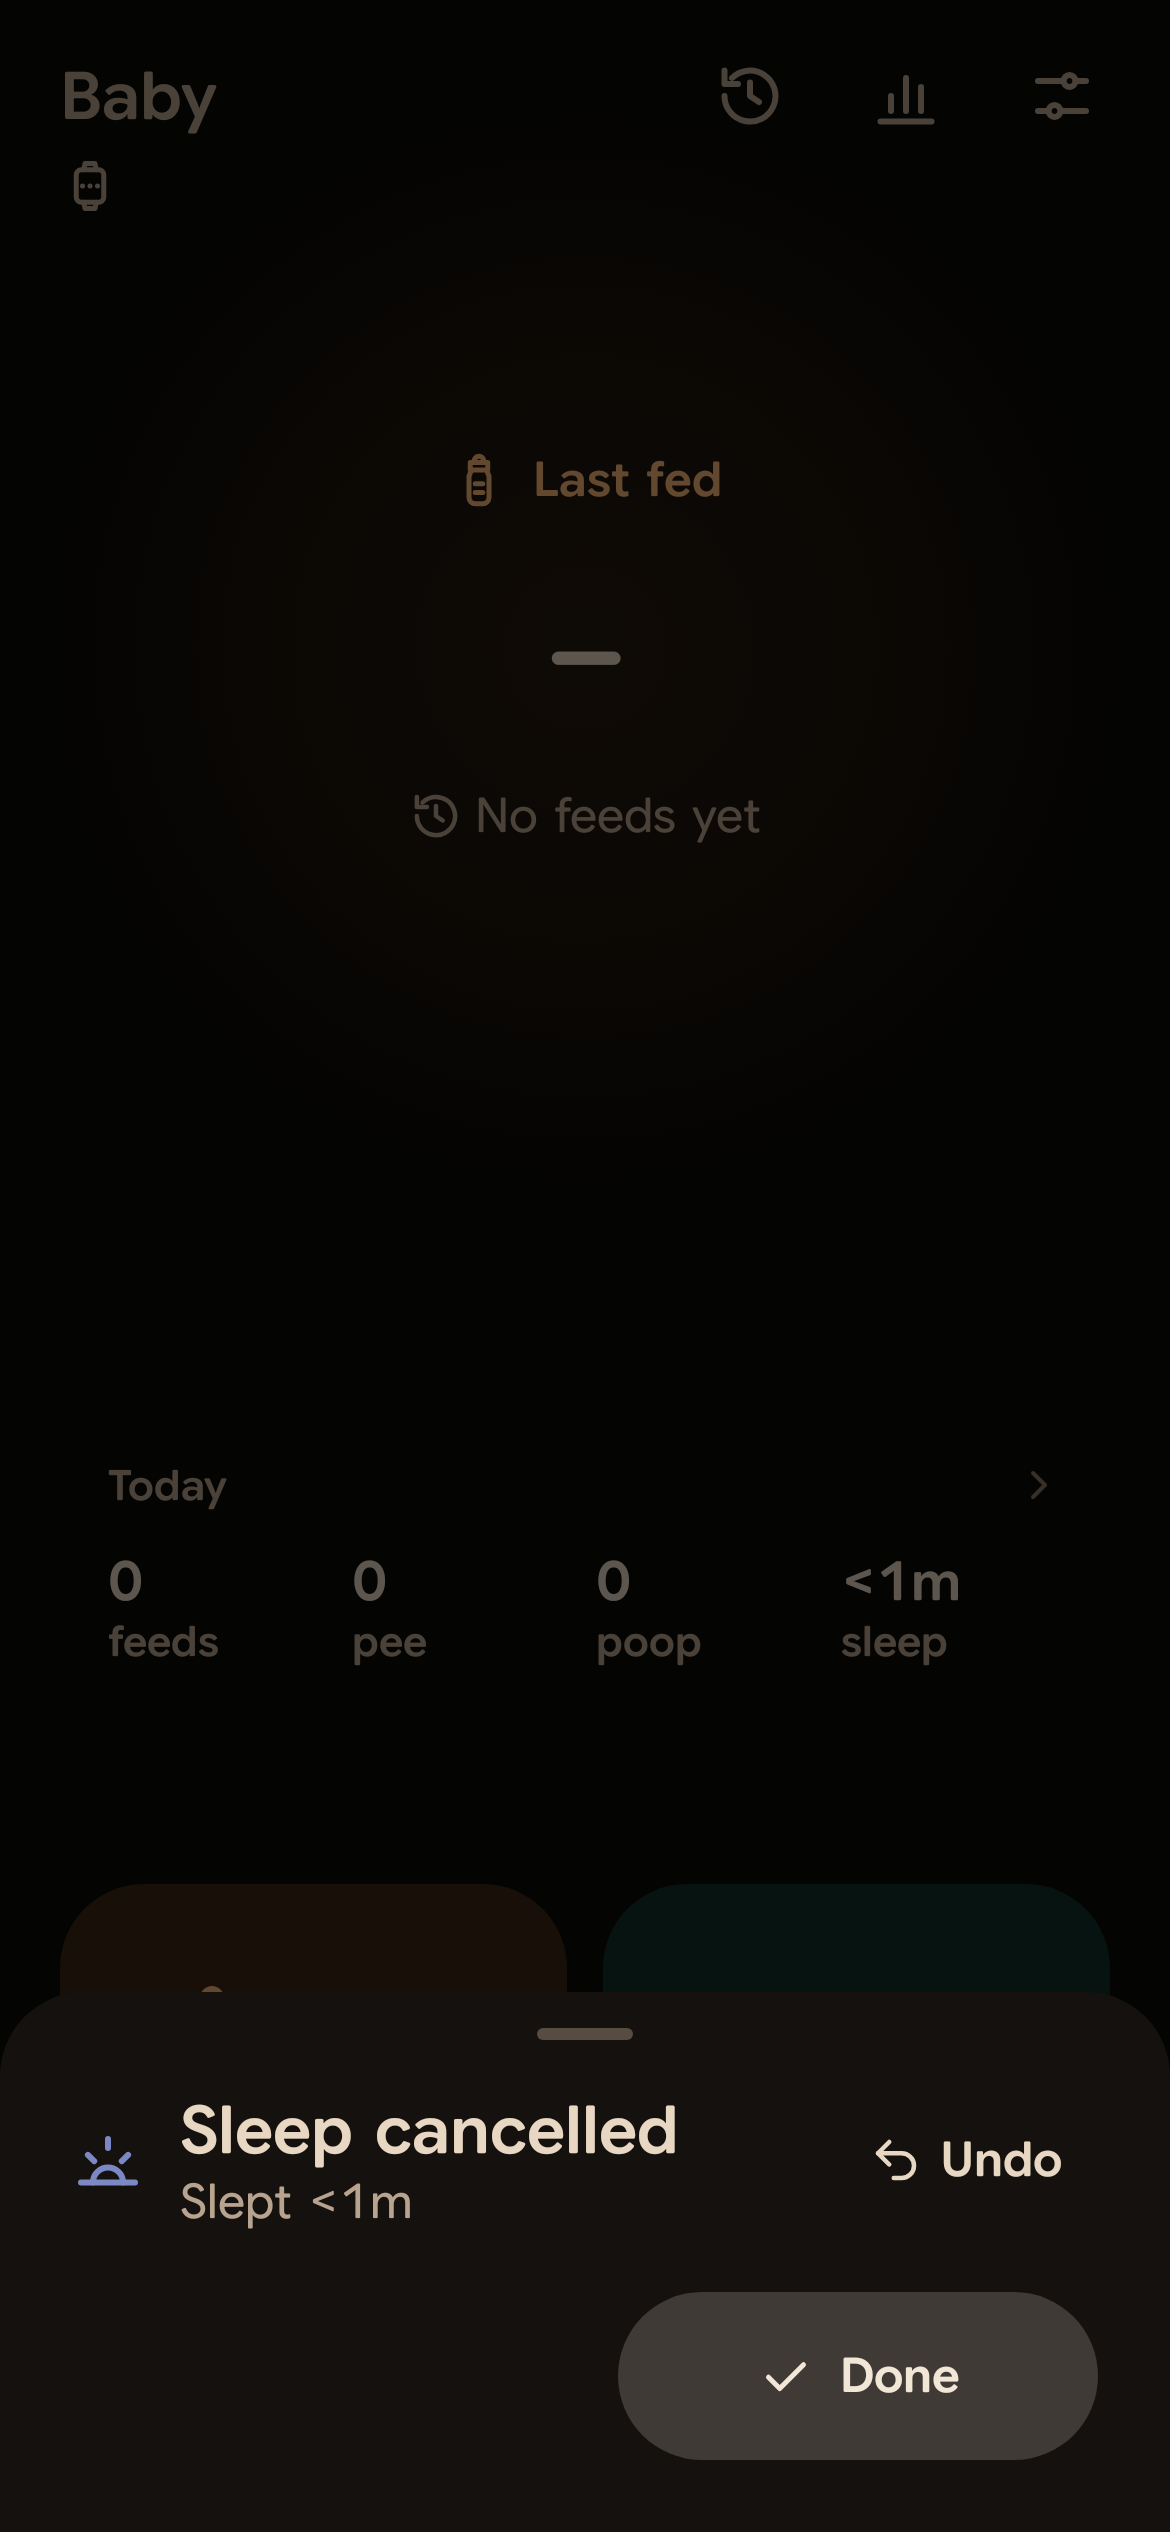 Baby
Last fed
–
No feeds yet
Today
0 0 0 <1m
feeds pee poop sleep
Sleep cancelled
Slept <1m
Undo
Done